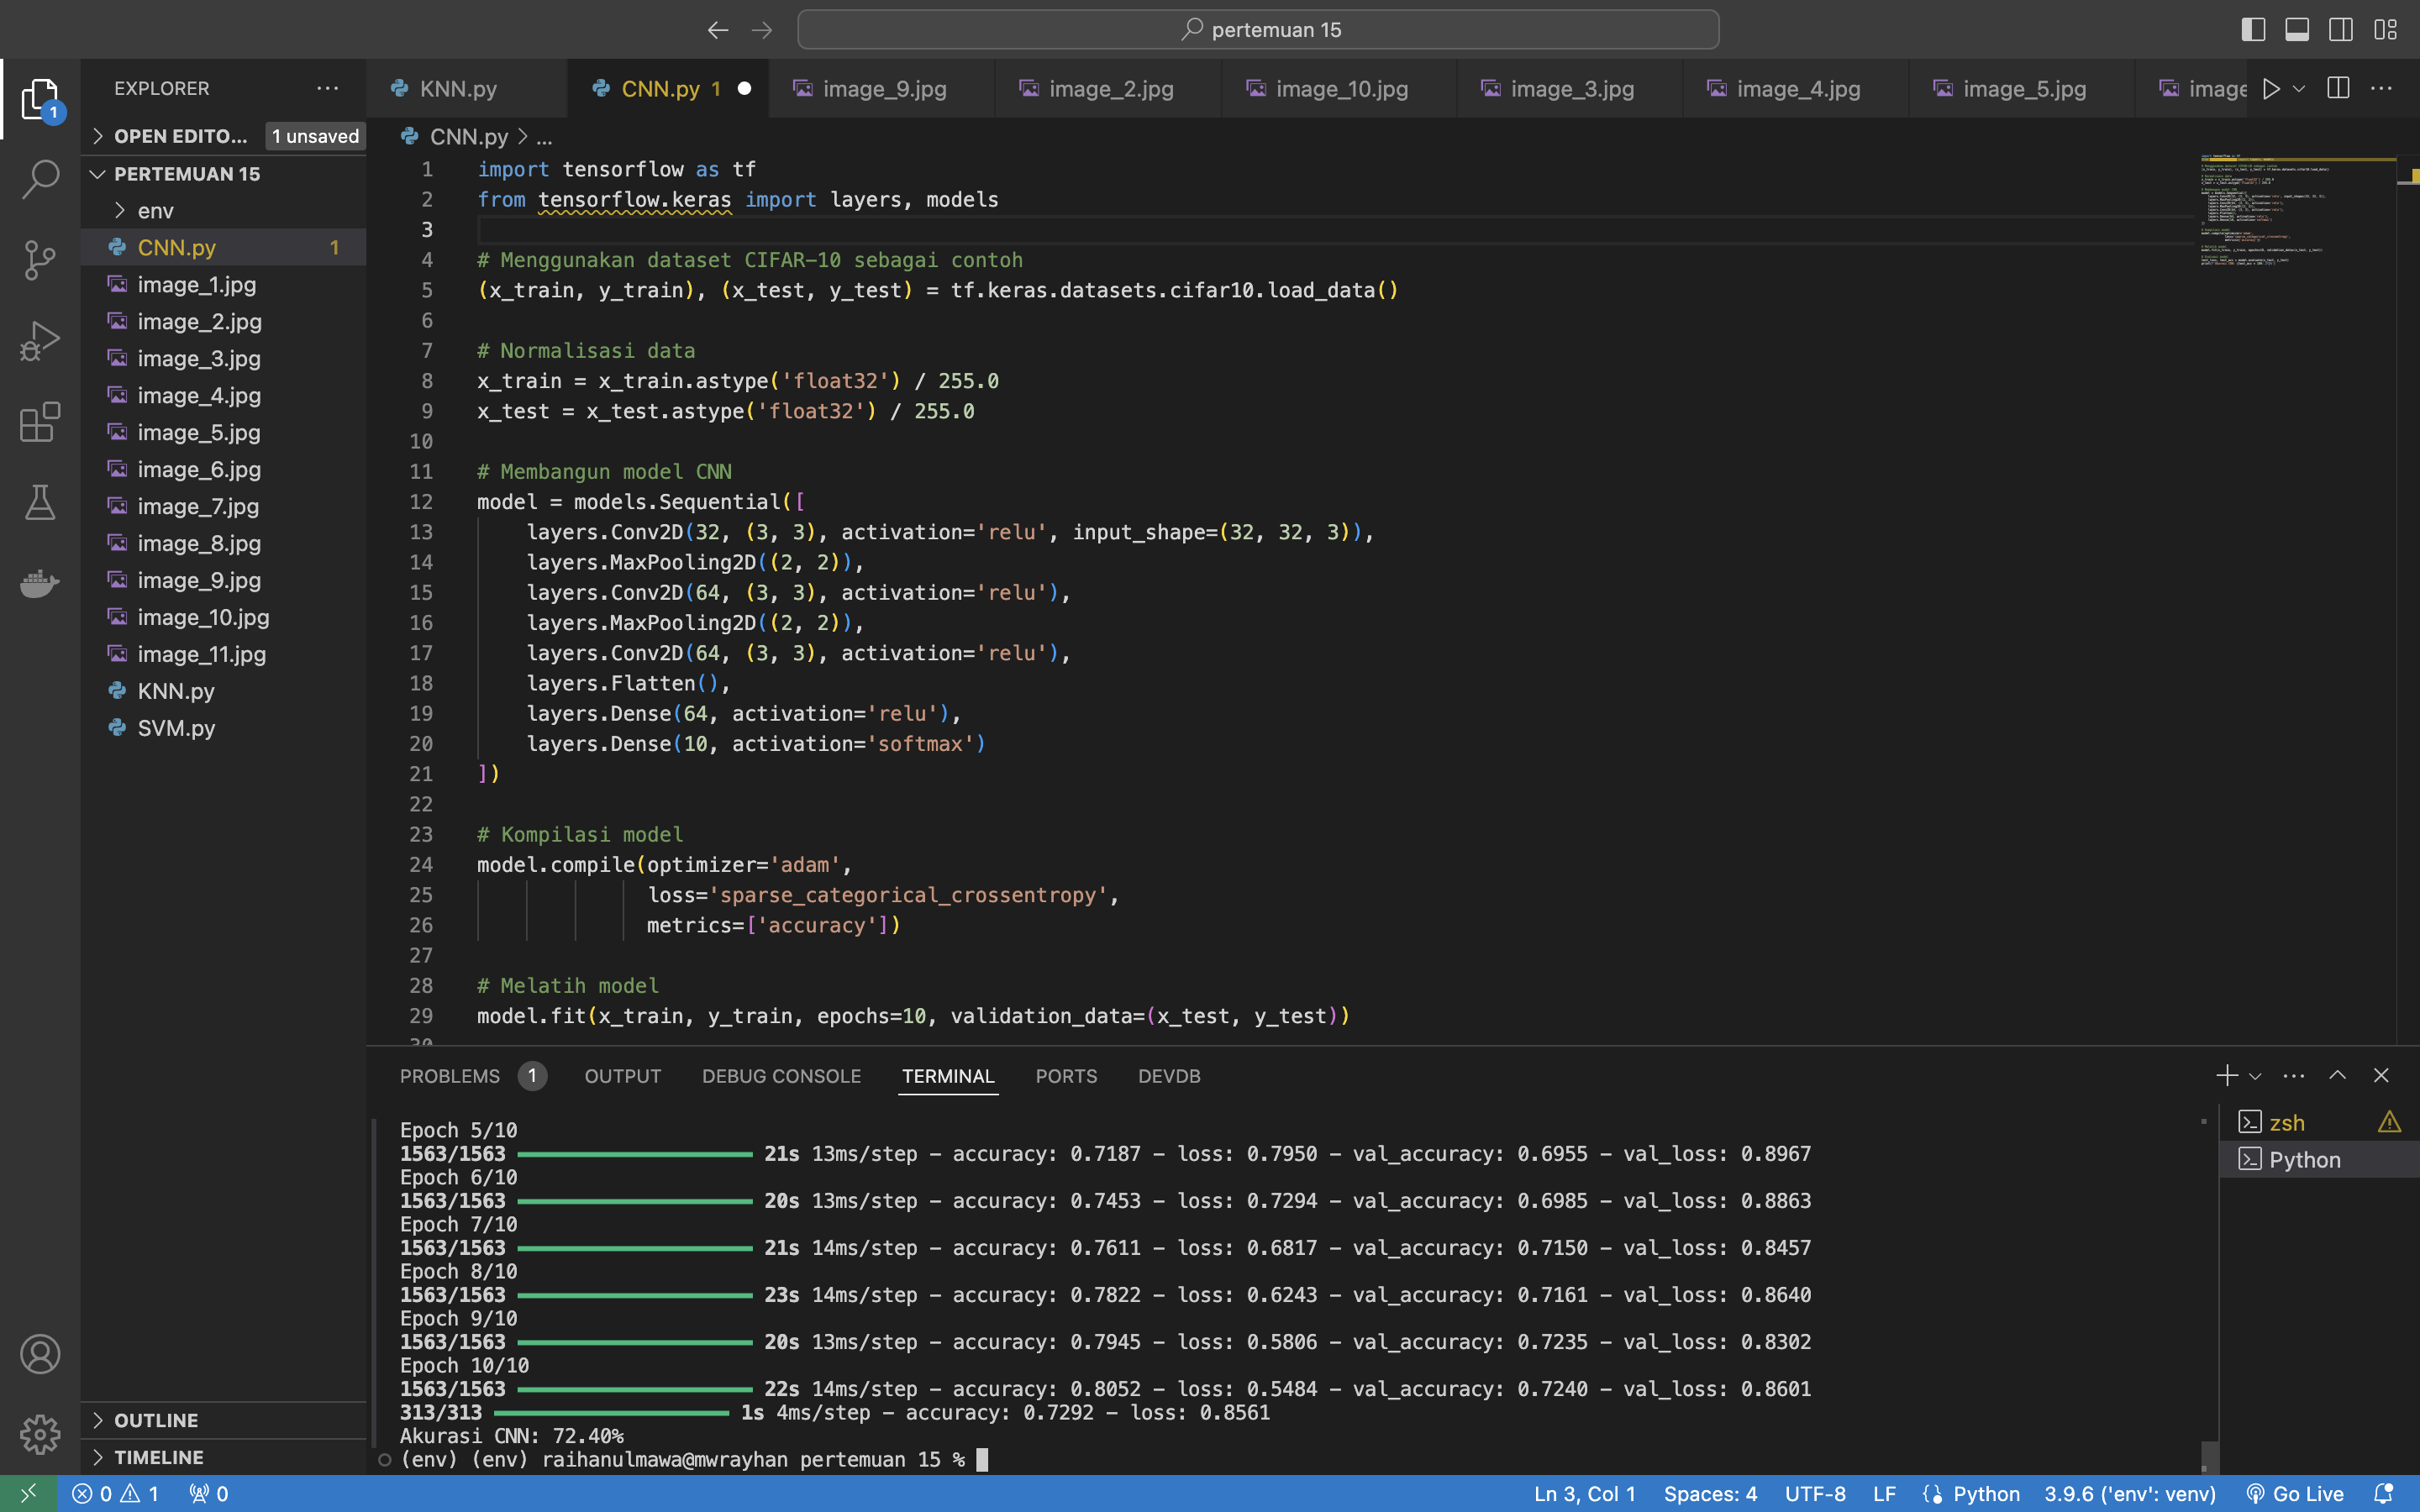 pertemuan 15
EXPLORER
OPEN EDITO... 1 unsaved
PERTEMUAN 15
env
CNN.py 1
image_1.jpg
image_2.jpg
image_3.jpg
image_4.jpg
image_5.jpg
image_6.jpg
image_7.jpg
image_8.jpg
image_9.jpg
image_10.jpg
image_11.jpg
KNN.py
SVM.py
OUTLINE
TIMELINE
1
KNN.py CNN.py 1 image_9.jpg image_2.jpg image_10.jpg image_3.jpg image_4.jpg image_5.jpg image
CNN.py > ...
1 import tensorflow as tf
2 from tensorflow.keras import layers, models
3
4 # Menggunakan dataset CIFAR-10 sebagai contoh
5 (x_train, y_train), (x_test, y_test) = tf.keras.datasets.cifar10.load_data()
6
7 # Normalisasi data
8 x_train = x_train.astype('float32') / 255.0
9 x_test = x_test.astype('float32') / 255.0
10
11 # Membangun model CNN
12 model = models.Sequential([
13 layers.Conv2D(32, (3, 3), activation='relu', input_shape=(32, 32, 3)),
14 layers.MaxPooling2D((2, 2)),
15 layers.Conv2D(64, (3, 3), activation='relu'),
16 layers.MaxPooling2D((2, 2)),
17 layers.Conv2D(64, (3, 3), activation='relu'),
18 layers.Flatten(),
19 layers.Dense(64, activation='relu'),
20 layers.Dense(10, activation='softmax')
21 ])
22
23 # Kompilasi model
24 model.compile(optimizer='adam',
25 loss='sparse_categorical_crossentropy',
26 metrics=['accuracy'])
27
28 # Melatih model
29 model.fit(x_train, y_train, epochs=10, validation_data=(x_test, y_test))
30
PROBLEMS 1 OUTPUT DEBUG CONSOLE TERMINAL PORTS DEVDB
Epoch 5/10
1563/1563 21s 13ms/step - accuracy: 0.7187 - loss: 0.7950 - val_accuracy: 0.6955 - val_loss: 0.8967
Epoch 6/10
1563/1563 20s 13ms/step - accuracy: 0.7453 - loss: 0.7294 - val_accuracy: 0.6985 - val_loss: 0.8863
Epoch 7/10
1563/1563 21s 14ms/step - accuracy: 0.7611 - loss: 0.6817 - val_accuracy: 0.7150 - val_loss: 0.8457
Epoch 8/10
1563/1563 23s 14ms/step - accuracy: 0.7822 - loss: 0.6243 - val_accuracy: 0.7161 - val_loss: 0.8640
Epoch 9/10
1563/1563 20s 13ms/step - accuracy: 0.7945 - loss: 0.5806 - val_accuracy: 0.7235 - val_loss: 0.8302
Epoch 10/10
1563/1563 22s 14ms/step - accuracy: 0.8052 - loss: 0.5484 - val_accuracy: 0.7240 - val_loss: 0.8601
313/313 1s 4ms/step - accuracy: 0.7292 - loss: 0.8561
Akurasi CNN: 72.40%
(env) (env) raihanulmawa@mwrayhan pertemuan 15 %
zsh
Python
0 1 0 Ln 3, Col 1 Spaces: 4 UTF-8 LF Python 3.9.6 ('env': venv) Go Live